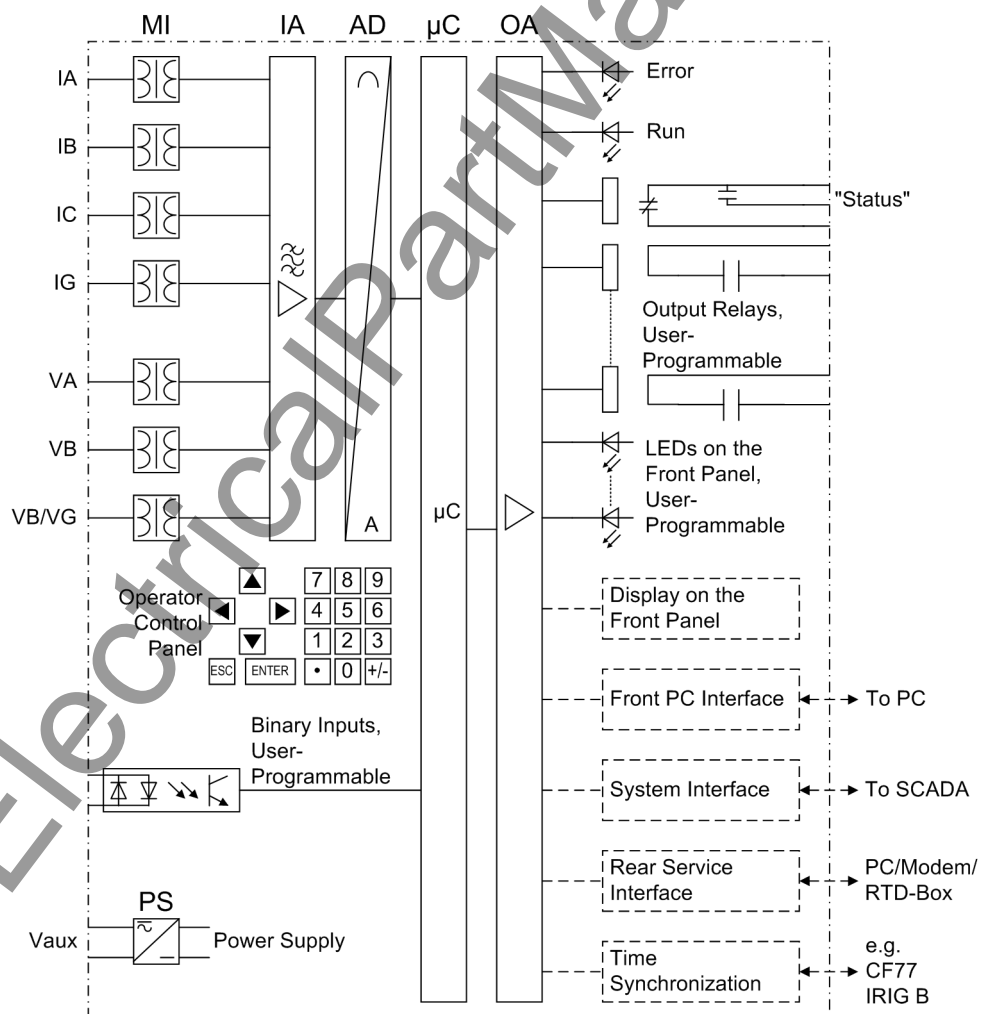 MI IA AD µC OA
IA
IB
IC
IG
VA
VB
VB/VG
Error
Run
"Status"
Output Relays,
User-
Programmable
LEDs on the
Front Panel,
User-
Programmable
A
µC
Operator
Control
Panel
7 8 9
4 5 6
1 2 3
ESC ENTER • 0 +/-
Display on the
Front Panel
Front PC Interface
To PC
Binary Inputs,
User-
Programmable
System Interface
To SCADA
Rear Service
Interface
PC/Modem/
RTD-Box
PS
Vaux
Power Supply
Time
Synchronization
e.g.
CF77
IRIG B